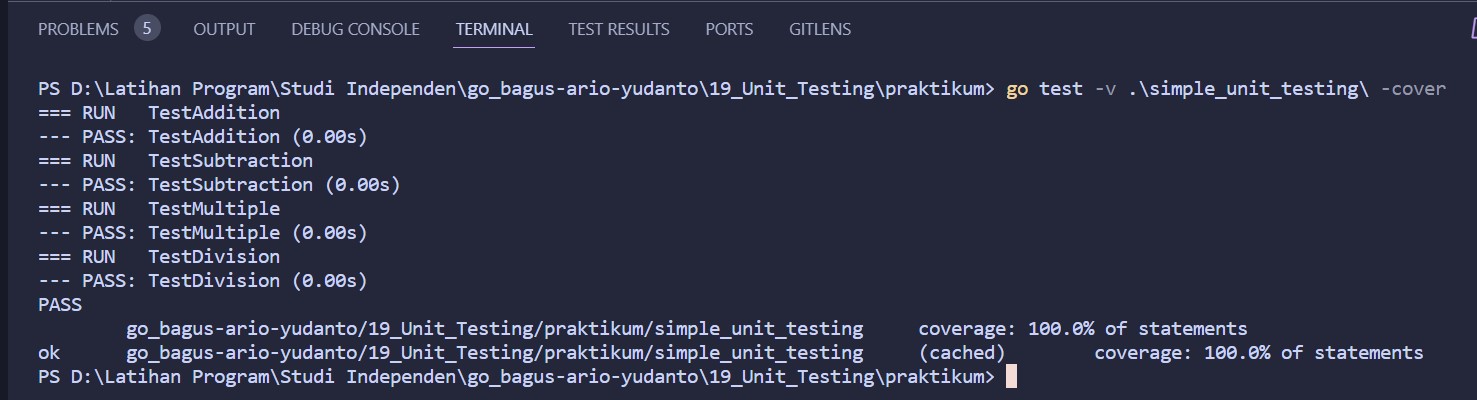 PROBLEMS 5 OUTPUT DEBUG CONSOLE TERMINAL TEST RESULTS PORTS GITLENS
PS D:\Latihan Program\Studi Independen\go_bagus-ario-yudanto\19_Unit_Testing\praktikum> go test -v .\simple_unit_testing\ -cover
=== RUN   TestAddition
--- PASS: TestAddition (0.00s)
=== RUN   TestSubtraction
--- PASS: TestSubtraction (0.00s)
=== RUN   TestMultiple
--- PASS: TestMultiple (0.00s)
=== RUN   TestDivision
--- PASS: TestDivision (0.00s)
PASS
go_bagus-ario-yudanto/19_Unit_Testing/praktikum/simple_unit_testing     coverage: 100.0% of statements
ok      go_bagus-ario-yudanto/19_Unit_Testing/praktikum/simple_unit_testing     (cached)        coverage: 100.0% of statements
PS D:\Latihan Program\Studi Independen\go_bagus-ario-yudanto\19_Unit_Testing\praktikum>